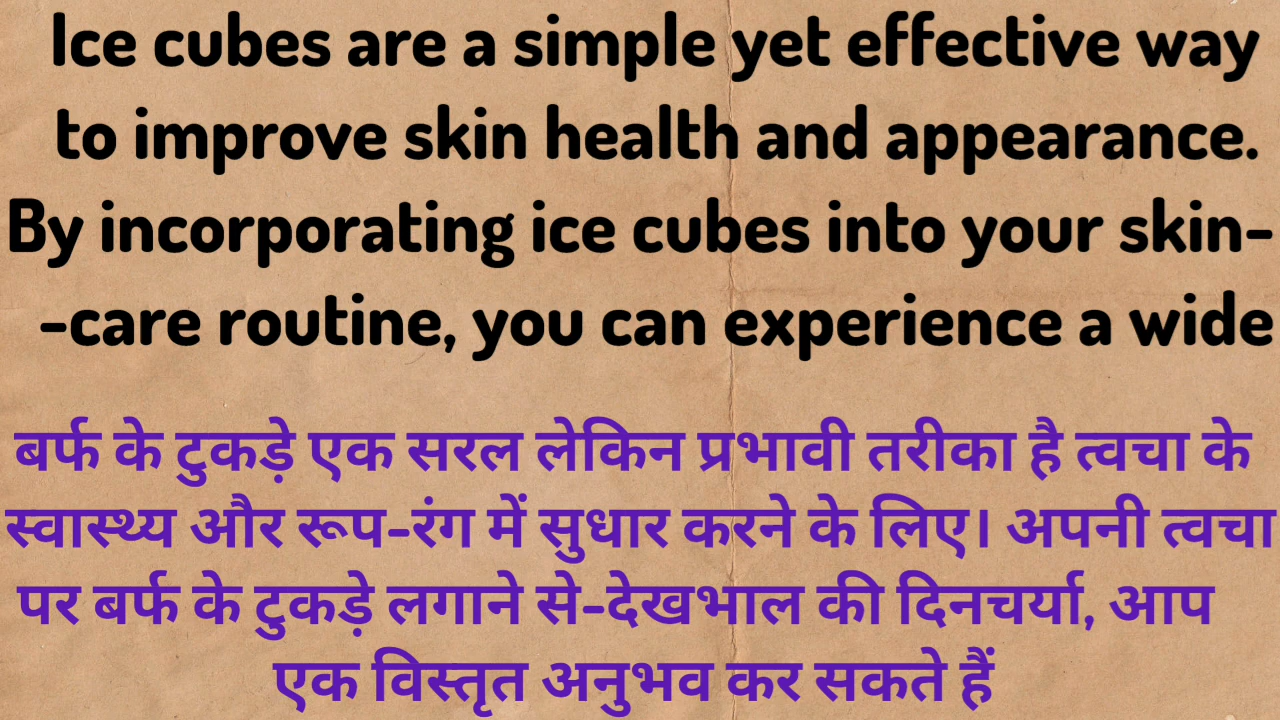 Ice cubes are a simple yet effective way
to improve skin health and appearance.
By incorporating ice cubes into your skin-
-care routine, you can experience a wide
बर्फ के टुकड़े एक सरल लेकिन प्रभावी तरीका है त्वचा के
स्वास्थ्य और रूप-रंग में सुधार करने के लिए। अपनी त्वचा
पर बर्फ के टुकड़े लगाने से-देखभाल की दिनचर्या, आप
एक विस्तृत अनुभव कर सकते हैं